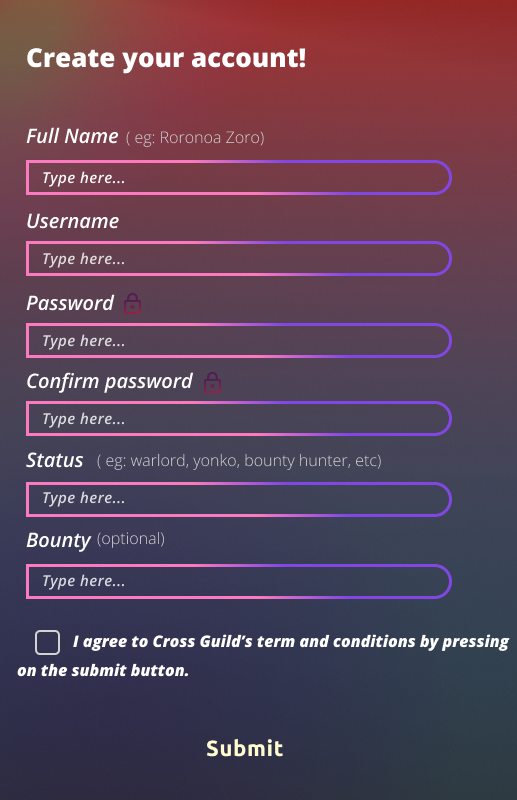 Create your account!
Full Name ( eg: Roronoa Zoro)
Type here...
Username
Type here...
Password
Type here...
Confirm password
Type here...
Status ( eg: warlord, yonko, bounty hunter, etc)
Type here...
Bounty (optional)
Type here...
I agree to Cross Guild’s term and conditions by pressing
on the submit button.
Submit